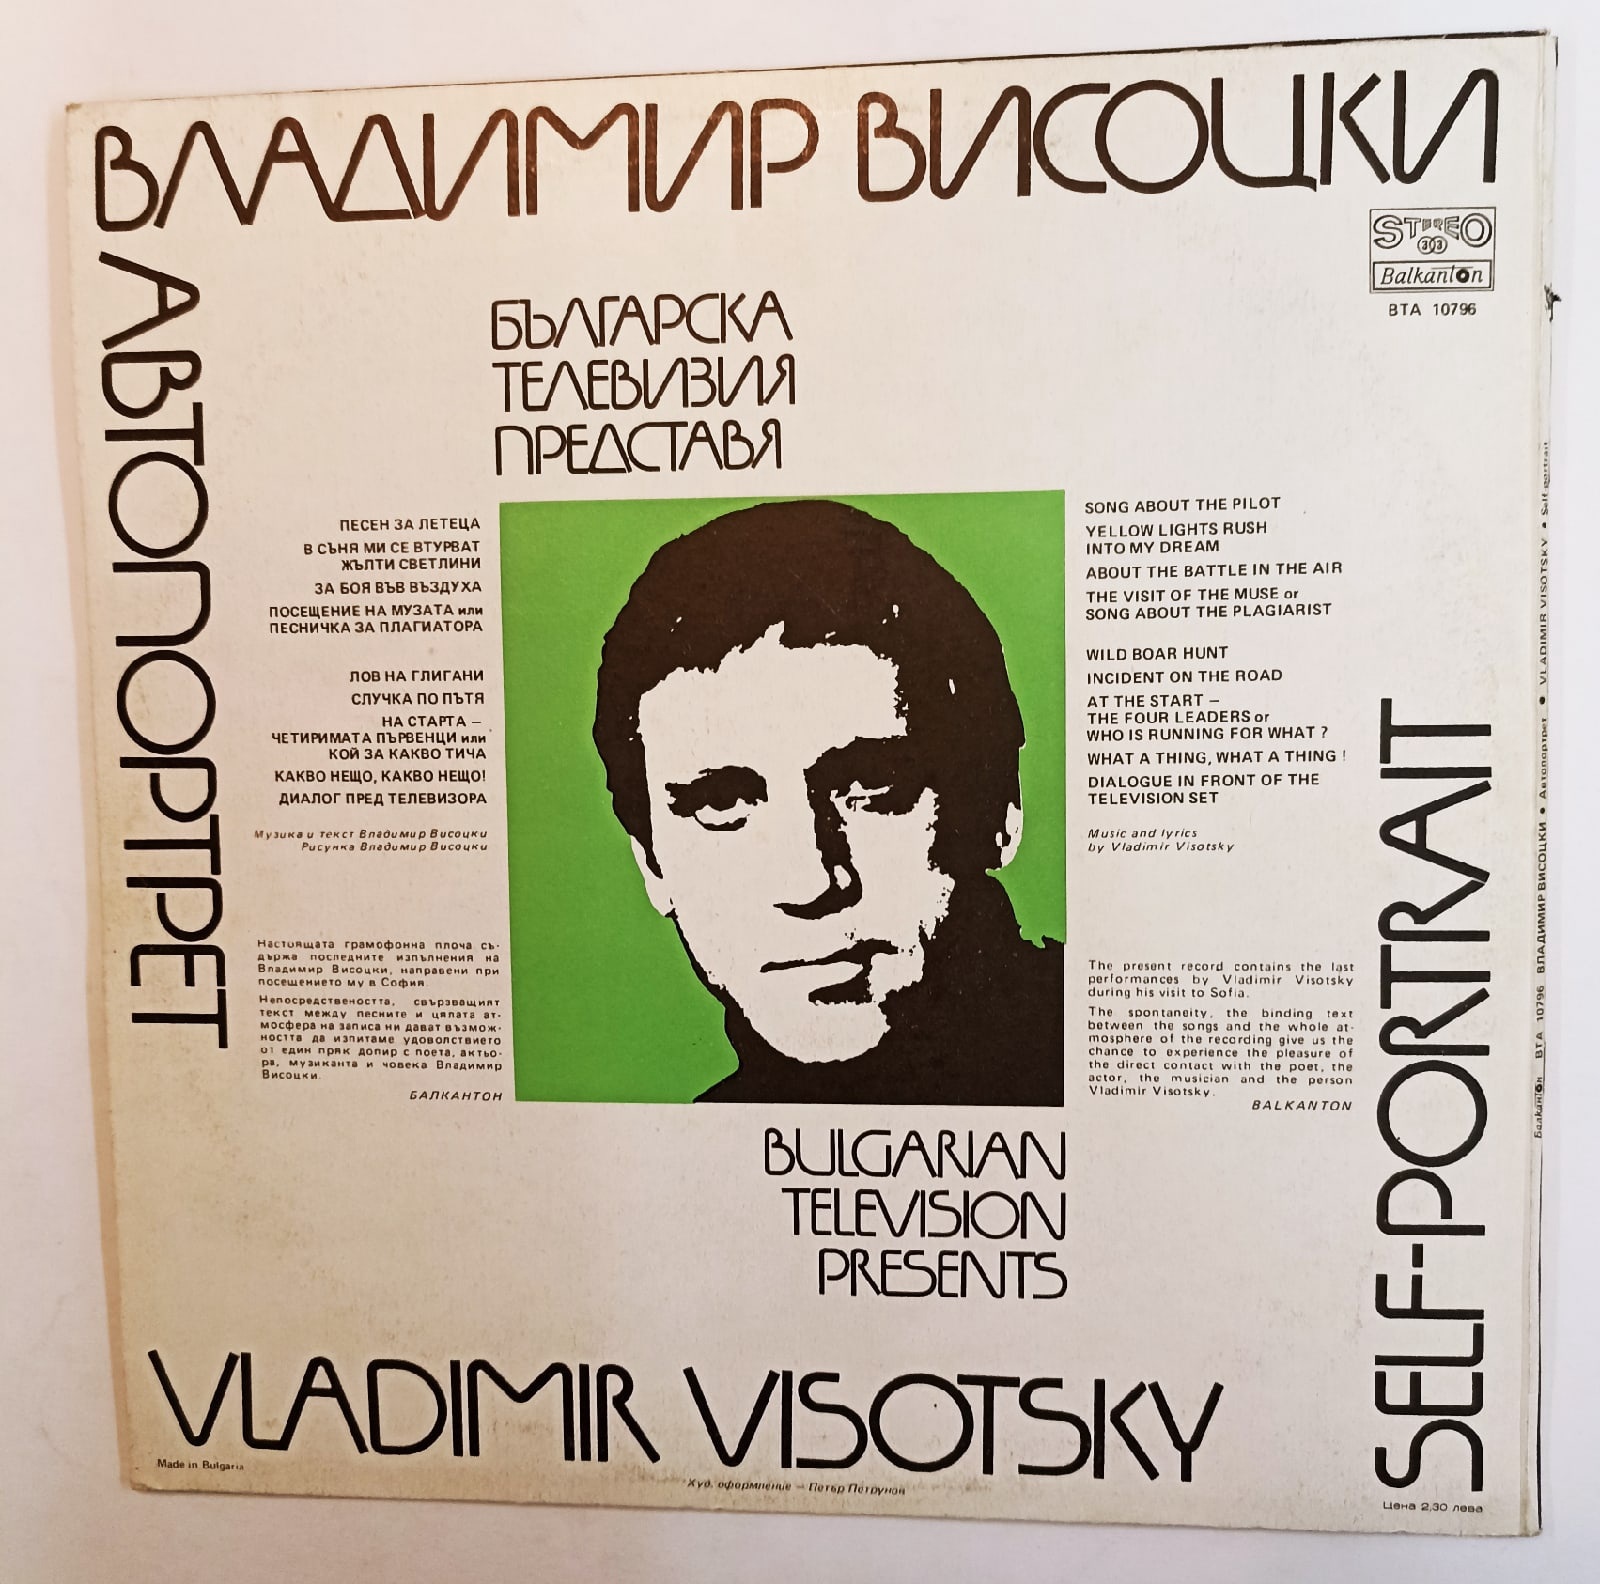 ВЛАДИМИР ВИСОЦКИ
В АВТОПОРТРЕТ
STEREO
33
Balkanton
ВТА 10796
БЪЛГАРСКА
ТЕЛЕВИЗИЯ
ПРЕДСТАВЯ
ПЕСЕН ЗА ЛЕТЕЦА
В СЪНЯ МИ СЕ ВТУРВАТ
ЖЪЛТИ СВЕТЛИНИ
ЗА БОЯ ВЪВ ВЪЗДУХА
ПОСЕЩЕНИЕ НА МУЗАТА или
ПЕСНИЧКА ЗА ПЛАГИАТОРА
ЛОВ НА ГЛИГАНИ
СЛУЧКА ПО ПЪТЯ
НА СТАРТА –
ЧЕТИРИМАТА ПЪРВЕНЦИ или
КОЙ ЗА КАКВО ТИЧА
КАКВО НЕЩО, КАКВО НЕЩО!
ДИАЛОГ ПРЕД ТЕЛЕВИЗОРА
Музика и текст Владимир Висоцки
Рисунка Владимир Висоцки
Настоящата грамофонна плоча съ-
държа последните изпълнения на
Владимир Висоцки, направени при
посещението му в София.
Непосредствеността, свързващият
текст между песните и цялата ат-
мосфера на записа ни дават възмож-
ността да изпитаме удоволствието
от един пряк допир с поета, актьо-
ра, музиканта и човека Владимир
Висоцки.
БАЛКАНТОН
SONG ABOUT THE PILOT
YELLOW LIGHTS RUSH
INTO MY DREAM
ABOUT THE BATTLE IN THE AIR
THE VISIT OF THE MUSE or
SONG ABOUT THE PLAGIARIST
WILD BOAR HUNT
INCIDENT ON THE ROAD
AT THE START –
THE FOUR LEADERS or
WHO IS RUNNING FOR WHAT ?
WHAT A THING, WHAT A THING !
DIALOGUE IN FRONT OF THE
TELEVISION SET
Music and lyrics
by Vladimir Visotsky
The present record contains the last
performances by Vladimir Visotsky
during his visit to Sofia.
The spontaneity, the binding text
between the songs and the whole at-
mosphere of the recording give us the
chance to experience the pleasure of
the direct contact with the poet, the
actor, the musician and the person
Vladimir Visotsky.
BALKANTON
BULGARIAN
TELEVISION
PRESENTS
VLADIMIR VISOTSKY
SELF-PORTRAIT
Made in Bulgaria
Худ. оформление – Петър Петрунов
Цена 2,30 лева
Балкантон ВТА 10796 ВЛАДИМИР ВИСОЦКИ • Автопортрет • VLADIMIR VISOTSKY • Self-portrait